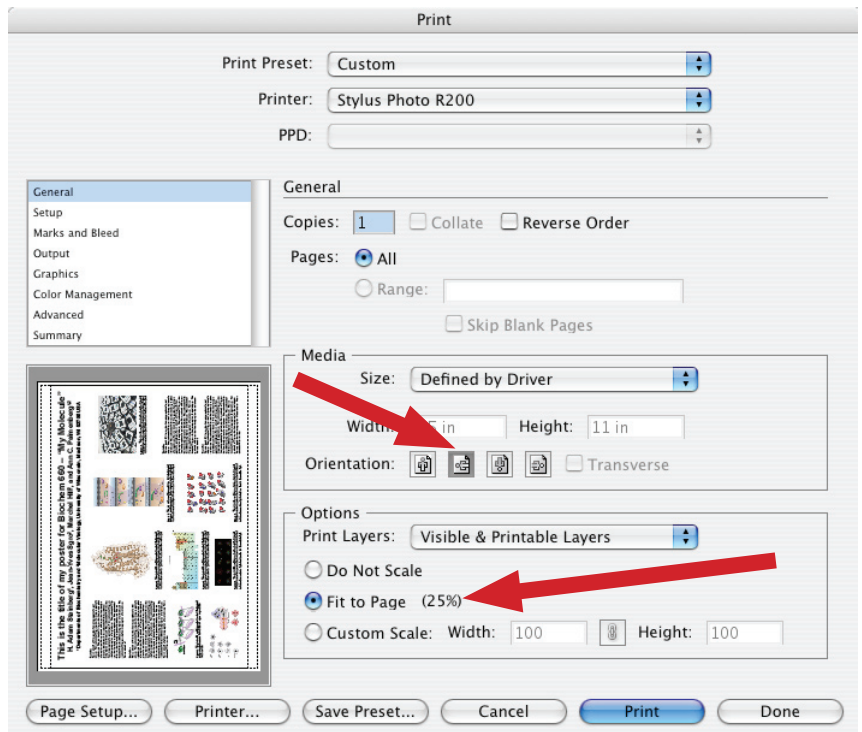 Print
Print Preset: Custom
Printer: Stylus Photo R200
PPD:
General
Setup
Marks and Bleed
Output
Graphics
Color Management
Advanced
Summary
General
Copies: 1 Collate Reverse Order
Pages: All
Range:
Skip Blank Pages
Media
Size: Defined by Driver
Width: in Height: 11 in
Orientation: Transverse
Options
Print Layers: Visible & Printable Layers
Do Not Scale
Fit to Page (25%)
Custom Scale: Width: 100 Height: 100
This is the title of my poster for Biochem 660 – "My Molecule"
Page Setup... Printer... Save Preset... Cancel Print Done